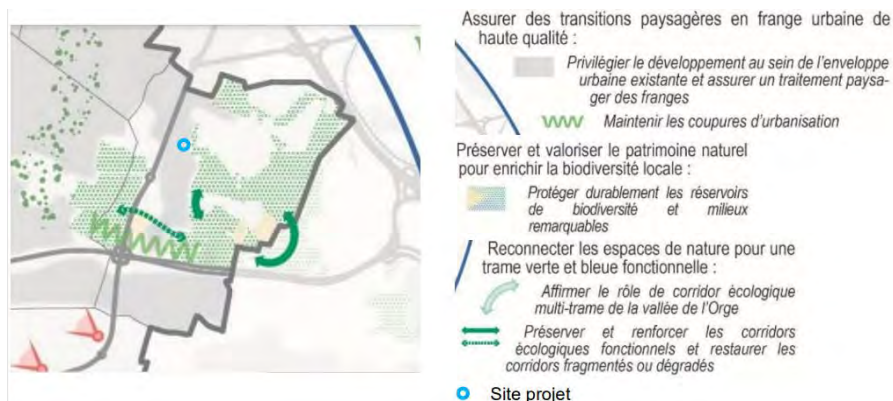 Assurer des transitions paysagères en frange urbaine de
haute qualité :
Privilégier le développement au sein de l'enveloppe
urbaine existante et assurer un traitement paysa-
ger des franges
Maintenir les coupures d'urbanisation
Préserver et valoriser le patrimoine naturel
pour enrichir la biodiversité locale :
Protéger durablement les réservoirs
de biodiversité et milieux
remarquables
Reconnecter les espaces de nature pour une
trame verte et bleue fonctionnelle :
Affirmer le rôle de corridor écologique
multi-trame de la vallée de l'Orge
Préserver et renforcer les corridors
écologiques fonctionnels et restaurer les
corridors fragmentés ou dégradés
Site projet